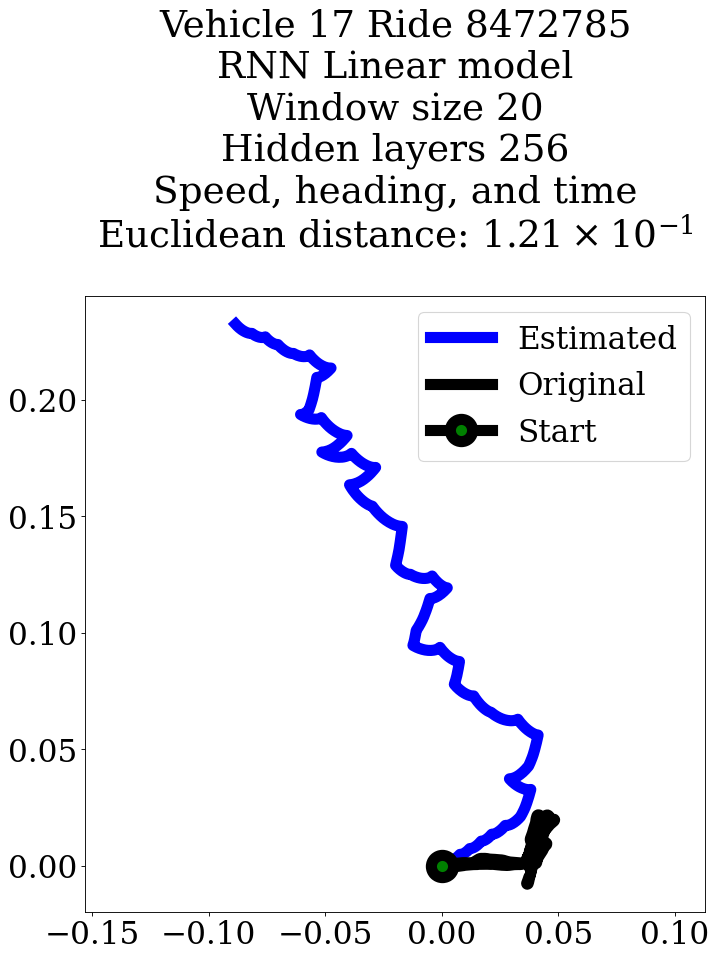 Vehicle 17 Ride 8472785
RNN Linear model
Window size 20
Hidden layers 256
Speed, heading, and time
Euclidean distance: 1.21 × 10⁻¹
Estimated
Original
Start
0.20
0.15
0.10
0.05
0.00
−0.15 −0.10 −0.05 0.00 0.05 0.10